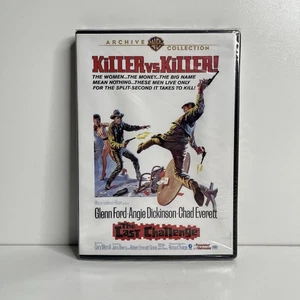 ARCHIVE WB COLLECTION
KiLLER vs KiLLER!
THE WOMEN...THE MONEY...THE BIG NAME
MEAN NOTHING...THESE MEN LIVE ONLY
FOR THE SPLIT-SECOND IT TAKES TO KILL!
Glenn Ford·Angie Dickinson·Chad Everett
The
Last Challenge